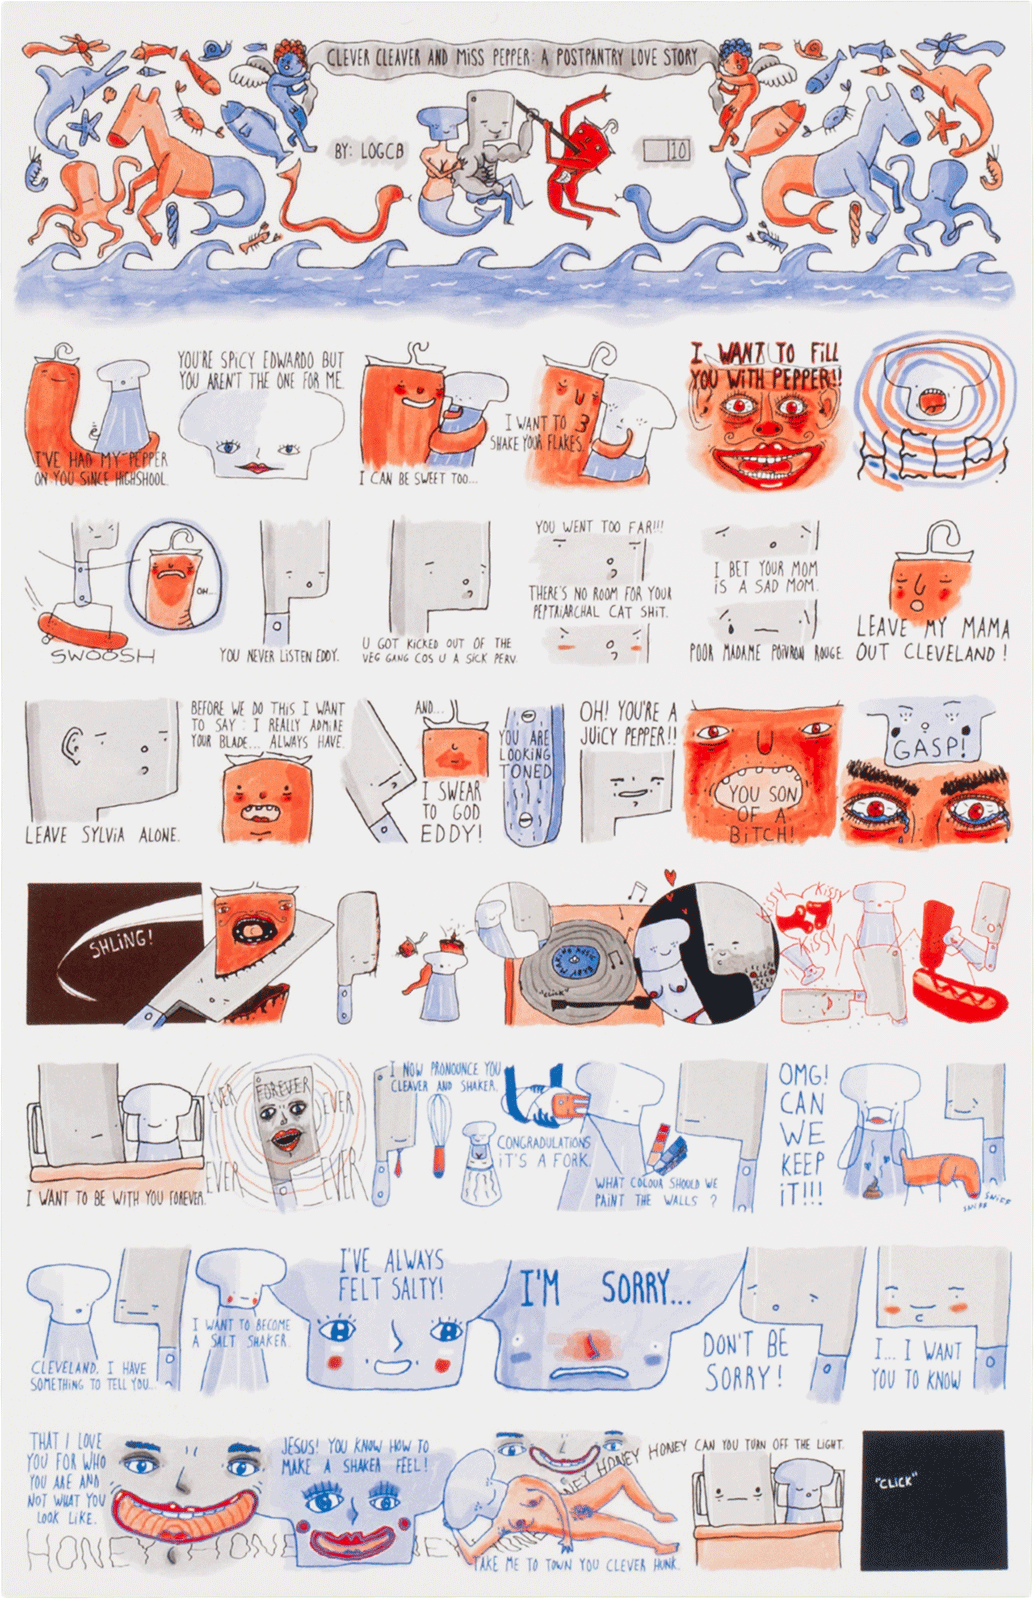 CLEVER CLEAVER AND MISS PEPPER: A POSTPANTRY LOVE STORY
BY: LOGCB
10
I'VE HAD MY PEPPER
ON YOU SINCE HIGHSHOOL.
YOU'RE SPICY EDWARDO BUT
YOU AREN'T THE ONE FOR ME.
I CAN BE SWEET TOO...
I WANT TO
SHAKE YOUR FLAKES.
I WANT TO FILL
YOU WITH PEPPER!!
HELP!
SWOOSH
OH...
YOU NEVER LISTEN EDDY.
U GOT KICKED OUT OF THE
VEG GANG COS U A SICK PERV.
YOU WENT TOO FAR!!!
THERE'S NO ROOM FOR YOUR
PEPTRIARCHAL CAT SHIT.
I BET YOUR MOM
IS A SAD MOM.
POOR MADAME POIVRON ROUGE.
LEAVE MY MAMA
OUT CLEVELAND!
LEAVE SYLVIA ALONE.
BEFORE WE DO THIS I WANT
TO SAY: I REALLY ADMIRE
YOUR BLADE... ALWAYS HAVE.
AND...
I SWEAR
TO GOD
EDDY!
YOU ARE
LOOKING
TONED
OH! YOU'RE A
JUICY PEPPER!!
YOU SON
OF A
BITCH!
GASP!
SHLING!
BABY MAKING MUSIC
"CLICK"
KISSY
KISSY
KISSY
I WANT TO BE WITH YOU FOREVER.
FOREVER
EVER
EVER
EVER
EVER
I NOW PRONOUNCE YOU
CLEAVER AND SHAKER.
CONGRADULATIONS
IT'S A FORK.
WHAT COLOUR SHOULD WE
PAINT THE WALLS ?
OMG!
CAN
WE
KEEP
IT!!!
SNIFF
SNIFF
CLEVELAND, I HAVE
SOMETHING TO TELL YOU...
I WANT TO BECOME
A SALT SHAKER.
I'VE ALWAYS
FELT SALTY!
I'M SORRY...
DON'T BE
SORRY!
I... I WANT
YOU TO KNOW
THAT I LOVE
YOU FOR WHO
YOU ARE AND
NOT WHAT YOU
LOOK LIKE.
HONEY HONEY HONEY HONEY HONEY HONEY CAN YOU TURN OFF THE LIGHT.
JESUS! YOU KNOW HOW TO
MAKE A SHAKER FEEL!
TAKE ME TO TOWN YOU CLEVER HUNK.
"CLICK"